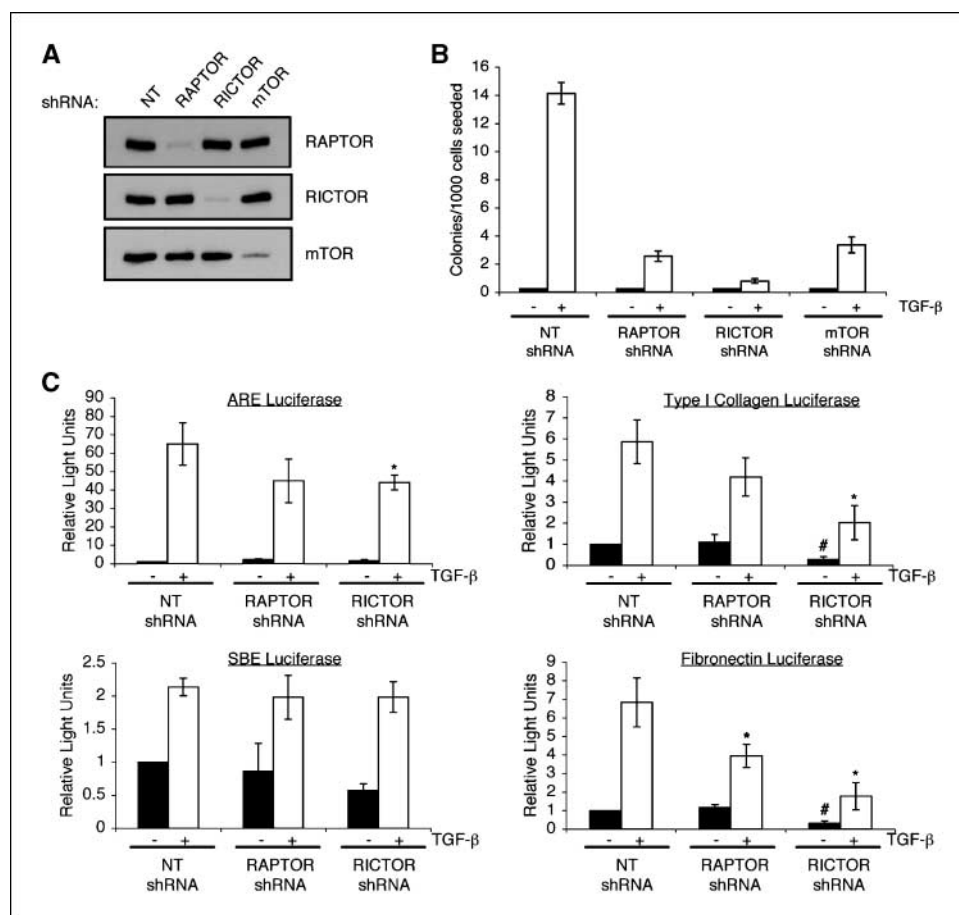 A
shRNA:
NT
RAPTOR
RICTOR
mTOR
RAPTOR
RICTOR
mTOR
B
Colonies/1000 cells seeded
16
14
12
10
8
6
4
2
0
- + - + - + - + TGF-β
NT RAPTOR RICTOR mTOR
shRNA shRNA shRNA shRNA
C
ARE Luciferase
Relative Light Units
90
80
70
60
50
40
30
20
10
0
*
- + - + - + TGF-β
NT RAPTOR RICTOR
shRNA shRNA shRNA
Type I Collagen Luciferase
Relative Light Units
8
7
6
5
4
3
2
1
0
# *
- + - + - + TGF-β
NT RAPTOR RICTOR
shRNA shRNA shRNA
SBE Luciferase
Relative Light Units
2.5
2
1.5
1
0.5
0
- + - + - + TGF-β
NT RAPTOR RICTOR
shRNA shRNA shRNA
Fibronectin Luciferase
Relative Light Units
9
8
7
6
5
4
3
2
1
0
* # *
- + - + - + TGF-β
NT RAPTOR RICTOR
shRNA shRNA shRNA